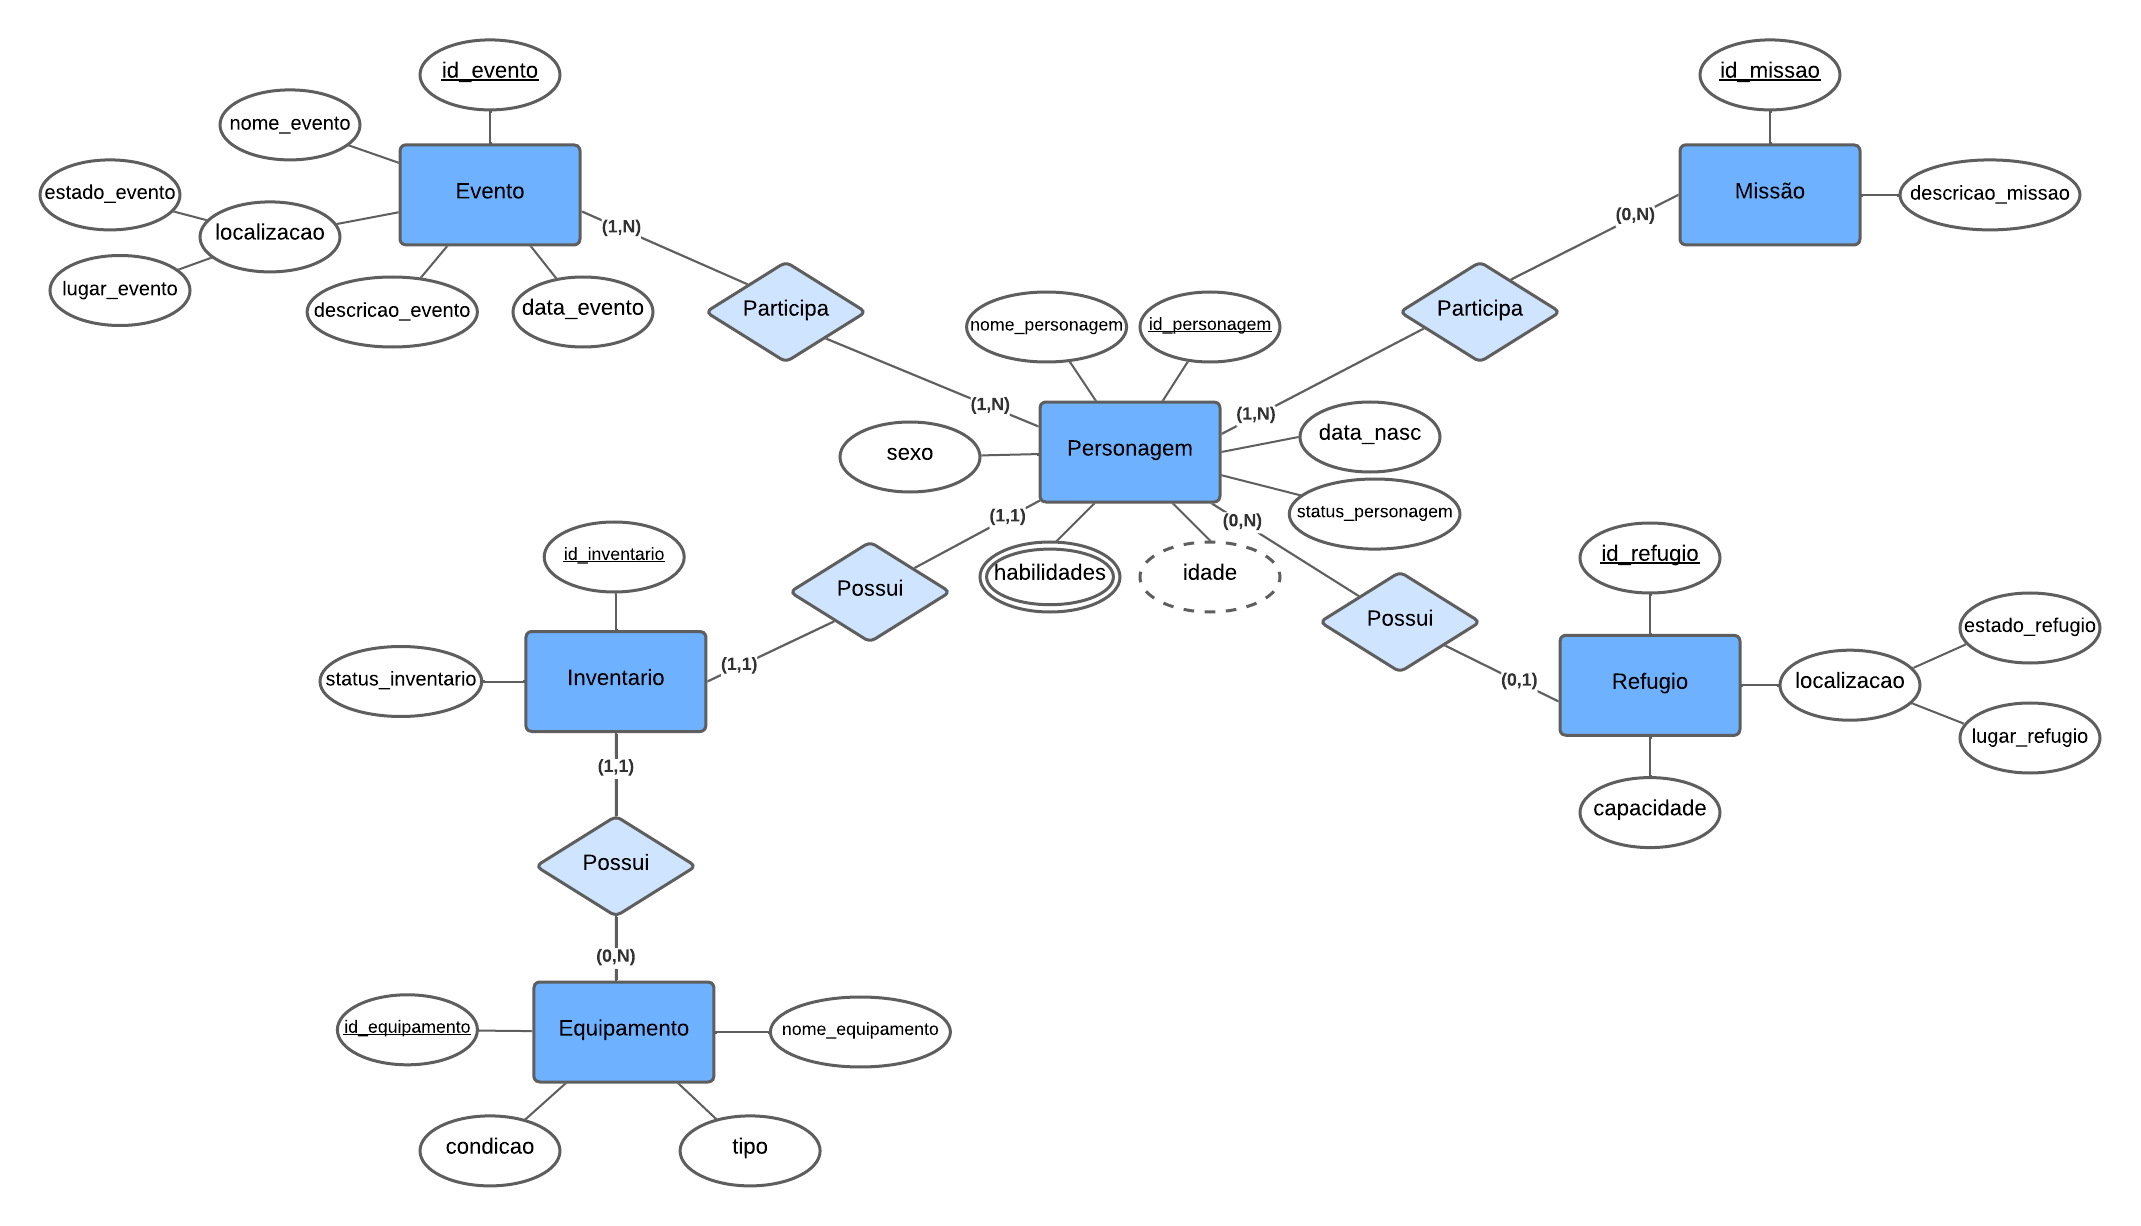 id_evento
id_missao
nome_evento
estado_evento
Evento
Missão
descricao_missao
localizacao
(1,N)
(0,N)
lugar_evento
descricao_evento
data_evento
Participa
Participa
nome_personagem
id_personagem
(1,N)
(1,N)
sexo
Personagem
data_nasc
(1,1)
(0,N)
status_personagem
id_inventario
Possui
habilidades
idade
id_refugio
Possui
estado_refugio
(1,1)
status_inventario
Inventario
(0,1)
Refugio
localizacao
lugar_refugio
(1,1)
capacidade
Possui
(0,N)
id_equipamento
Equipamento
nome_equipamento
condicao
tipo